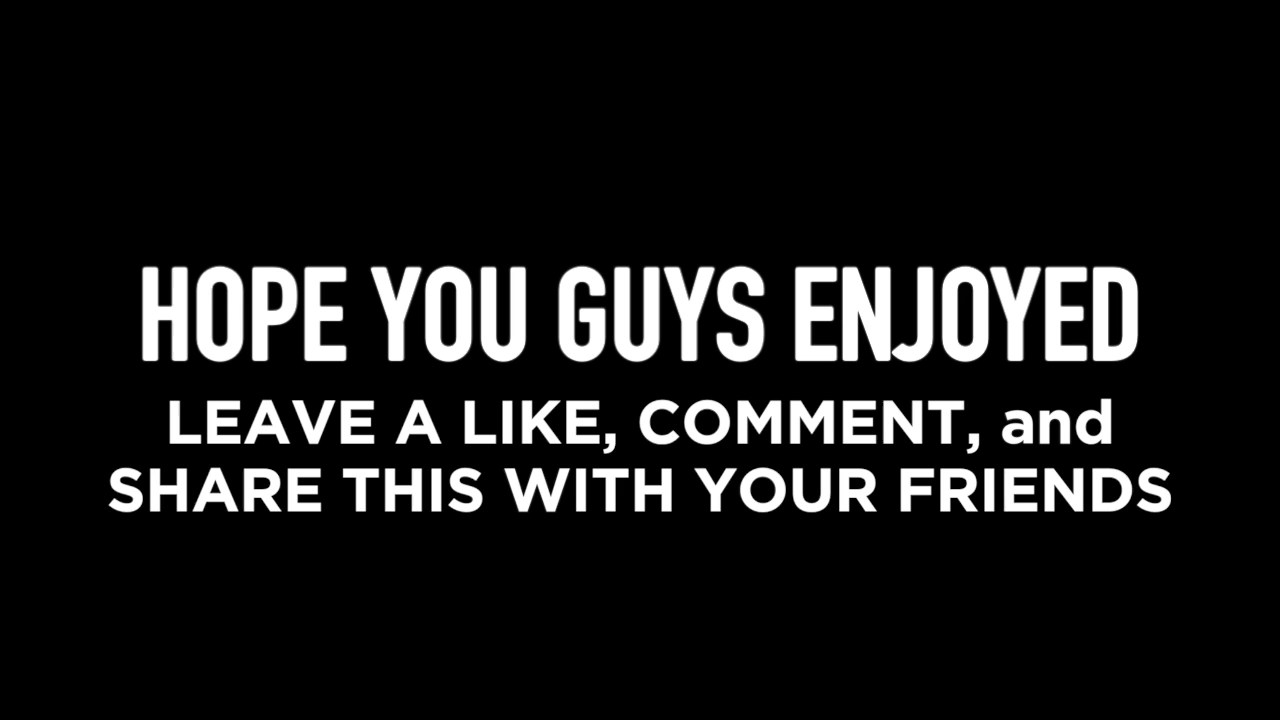 HOPE YOU GUYS ENJOYED
LEAVE A LIKE, COMMENT, and
SHARE THIS WITH YOUR FRIENDS